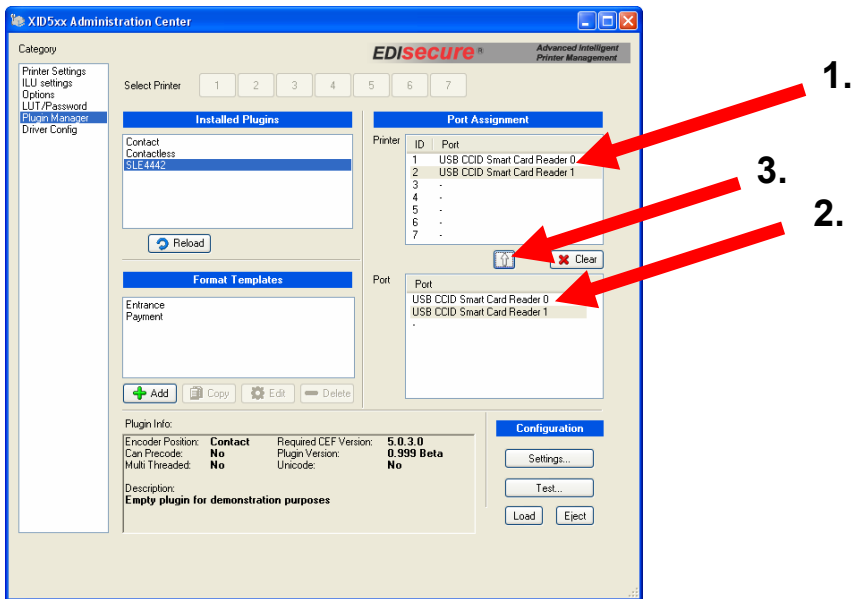 XID5xx Administration Center
Category
EDIsecure ®
Advanced Intelligent
Printer Management
Printer Settings
ILU settings
Options
LUT/Password
Plugin Manager
Driver Config
Select Printer 1 2 3 4 5 6 7
1.
Installed Plugins
Contact
Contactless
SLE4442
Reload
Port Assignment
Printer
ID Port
1 USB CCID Smart Card Reader 0
2 USB CCID Smart Card Reader 1
3 -
4 -
5 -
6 -
7 -
3.
2.
Clear
Format Templates
Entrance
Payment
Add Copy Edit Delete
Port
Port
USB CCID Smart Card Reader 0
USB CCID Smart Card Reader 1
-
Plugin Info:
Encoder Position: Contact Required CEF Version: 5.0.3.0
Can Precode: No Plugin Version: 0.999 Beta
Multi Threaded: No Unicode: No
Description:
Empty plugin for demonstration purposes
Configuration
Settings...
Test...
Load Eject